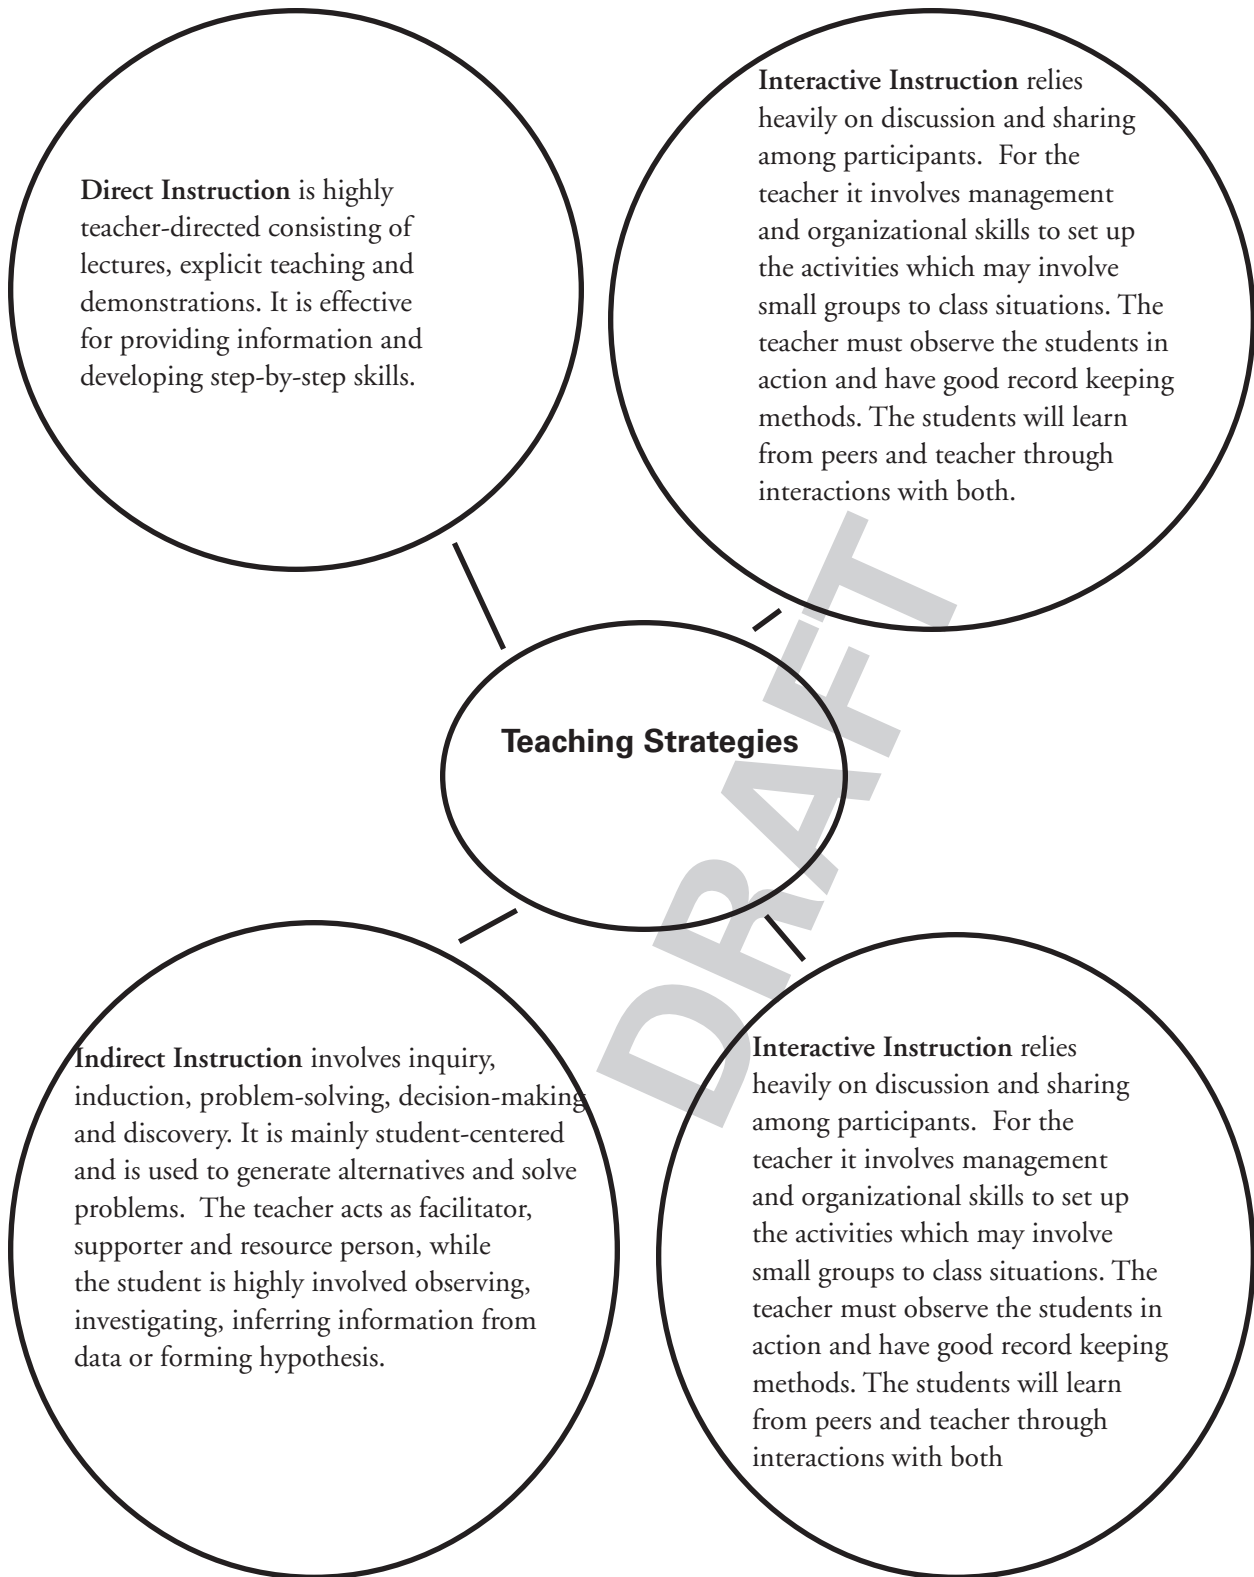 Direct Instruction is highly
teacher-directed consisting of
lectures, explicit teaching and
demonstrations. It is effective
for providing information and
developing step-by-step skills.
Interactive Instruction relies
heavily on discussion and sharing
among participants.  For the
teacher it involves management
and organizational skills to set up
the activities which may involve
small groups to class situations. The
teacher must observe the students in
action and have good record keeping
methods. The students will learn
from peers and teacher through
interactions with both.
Teaching Strategies
DRAFT
Indirect Instruction involves inquiry,
induction, problem-solving, decision-making
and discovery. It is mainly student-centered
and is used to generate alternatives and solve
problems.  The teacher acts as facilitator,
supporter and resource person, while
the student is highly involved observing,
investigating, inferring information from
data or forming hypothesis.
Interactive Instruction relies
heavily on discussion and sharing
among participants.  For the
teacher it involves management
and organizational skills to set up
the activities which may involve
small groups to class situations. The
teacher must observe the students in
action and have good record keeping
methods. The students will learn
from peers and teacher through
interactions with both